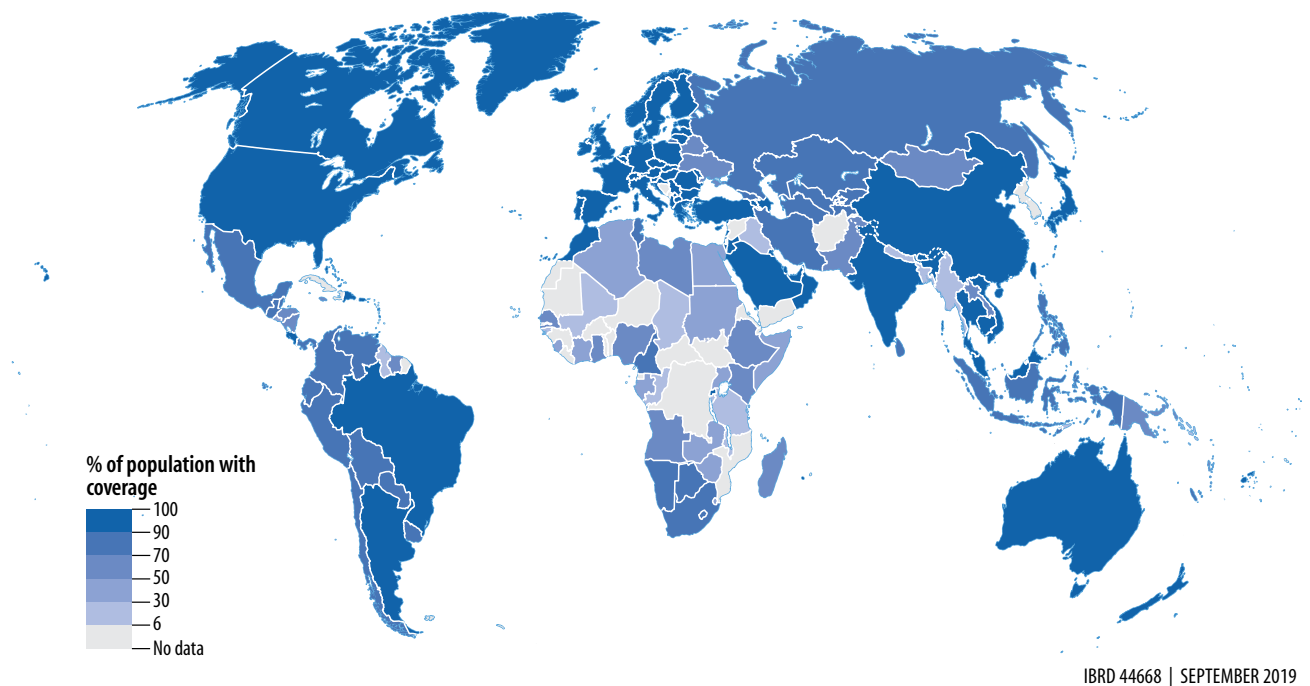 % of population with
coverage
100
90
70
50
30
6
No data
IBRD 44668 | SEPTEMBER 2019